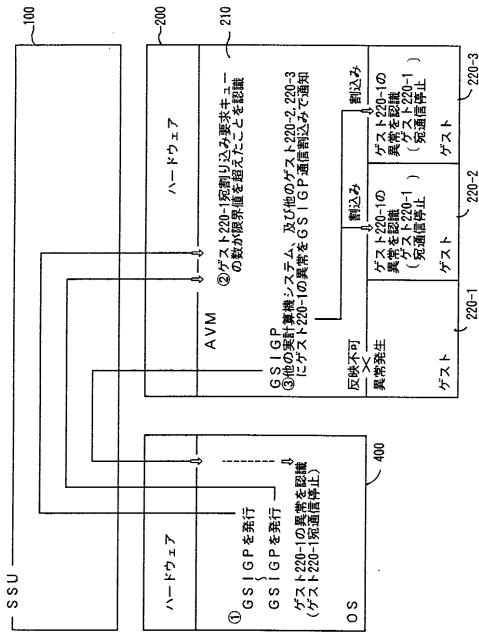 SSU
100
ハードウェア
① GSIGPを発行
〜
GSIGPを発行
ゲスト220-1の異常を認識
(ゲスト220-1宛通信停止)
OS
400
200
ハードウェア
210
AVM
②ゲスト220-1宛割り込み要求キュー
の数が限界値を超えたことを認識
GSIGP
③他の実計算機システム、及び他のゲスト220-2,220-3
にゲスト220-1の異常をGSIGP通信割込みで通知
反映不可
異常発生
ゲスト
220-1
割込み
ゲスト220-1の
異常を認識
(ゲスト220-1
宛通信停止)
ゲスト
220-2
割込み
ゲスト220-1の
異常を認識
(ゲスト220-1
宛通信停止)
ゲスト
220-3